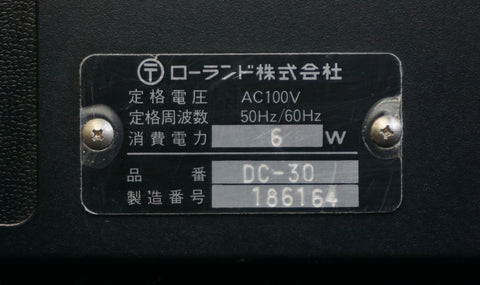 〶 ローランド株式会社
定格電圧 AC100V
定格周波数 50Hz/60Hz
消費電力 6 W
品番 DC-30
製造番号 186164